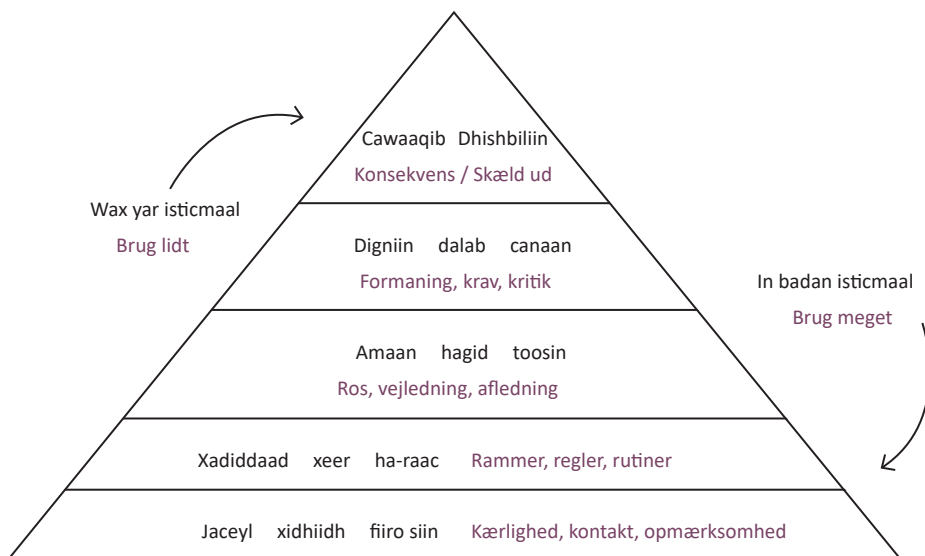 Cawaaqib Dhishbiliin
Konsekvens / Skæld ud
Wax yar isticmaal
Brug lidt
Digniin dalab canaan
Formaning, krav, kritik
In badan isticmaal
Brug meget
Amaan hagid toosin
Ros, vejledning, afledning
Xadiddaad xeer ha-raac Rammer, regler, rutiner
Jaceyl xidhiidh fiiro siin Kærlighed, kontakt, opmærksomhed